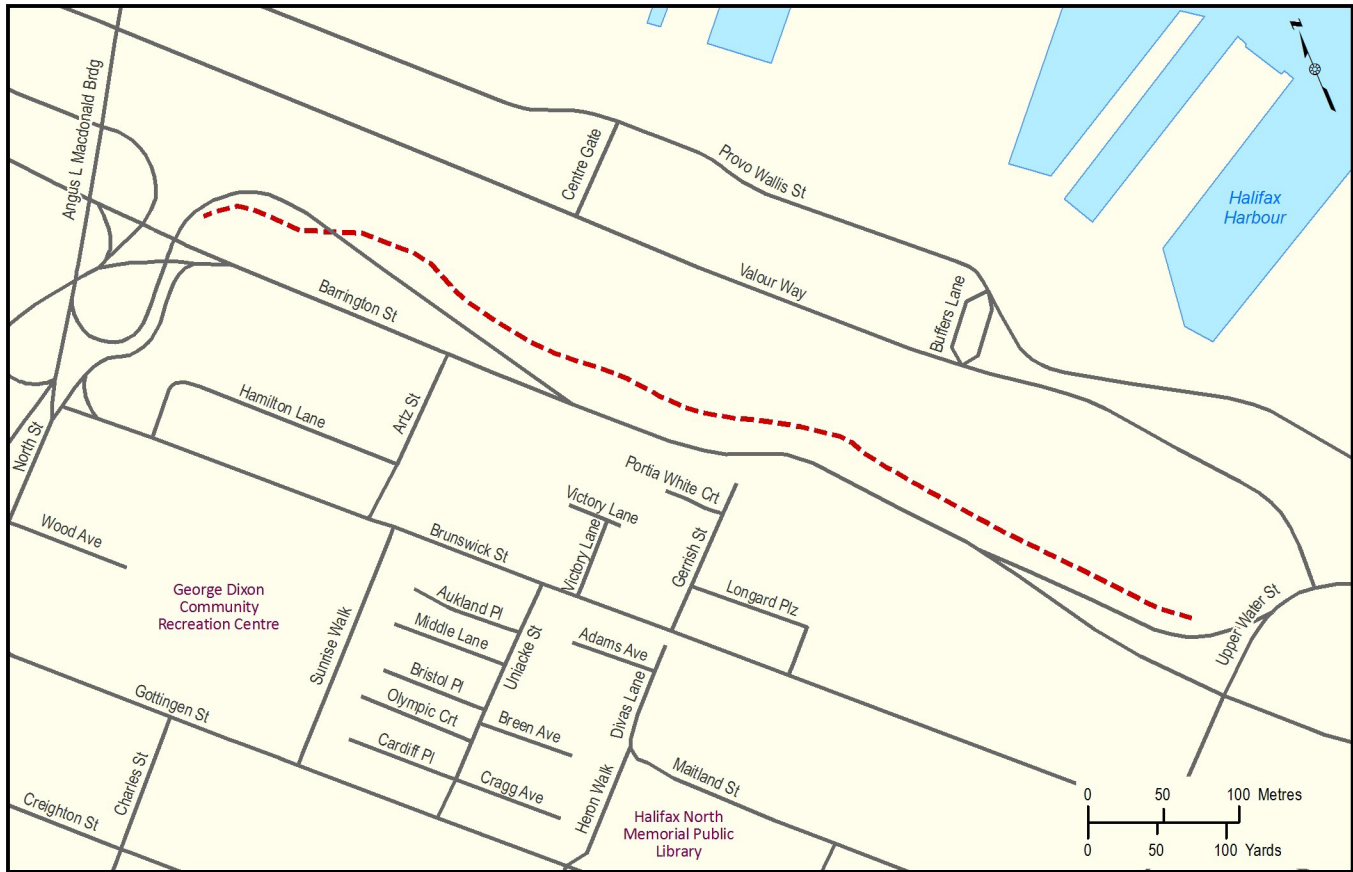 Angus L Macdonald Brdg
Centre Gate
Provo Wallis St
Z
Halifax
Harbour
Valour Way
Buffers Lane
Barrington St
Hamilton Lane
Artz St
North St
Wood Ave
George Dixon
Community
Recreation Centre
Brunswick St
Victory Lane
Victory Lane
Portia White Crt
Gerrish St
Longard Plz
Upper Water St
Sunrise Walk
Aukland Pl
Middle Lane
Bristol Pl
Olympic Crt
Cardiff Pl
Uniacke St
Adams Ave
Breen Ave
Cragg Ave
Divas Lane
Heron Walk
Maitland St
Gottingen St
Charles St
Creighton St
Halifax North
Memorial Public
Library
0 50 100 Metres
0 50 100 Yards